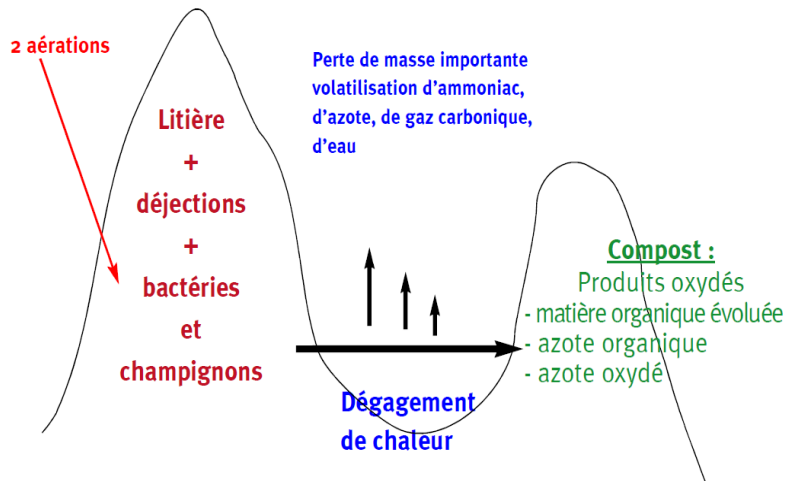 2 aérations
Litière
+
déjections
+
bactéries
et
champignons
Perte de masse importante
volatilisation d'ammoniac,
d'azote, de gaz carbonique,
d'eau
Dégagement
de chaleur
Compost :
Produits oxydés
- matière organique évoluée
- azote organique
- azote oxydé